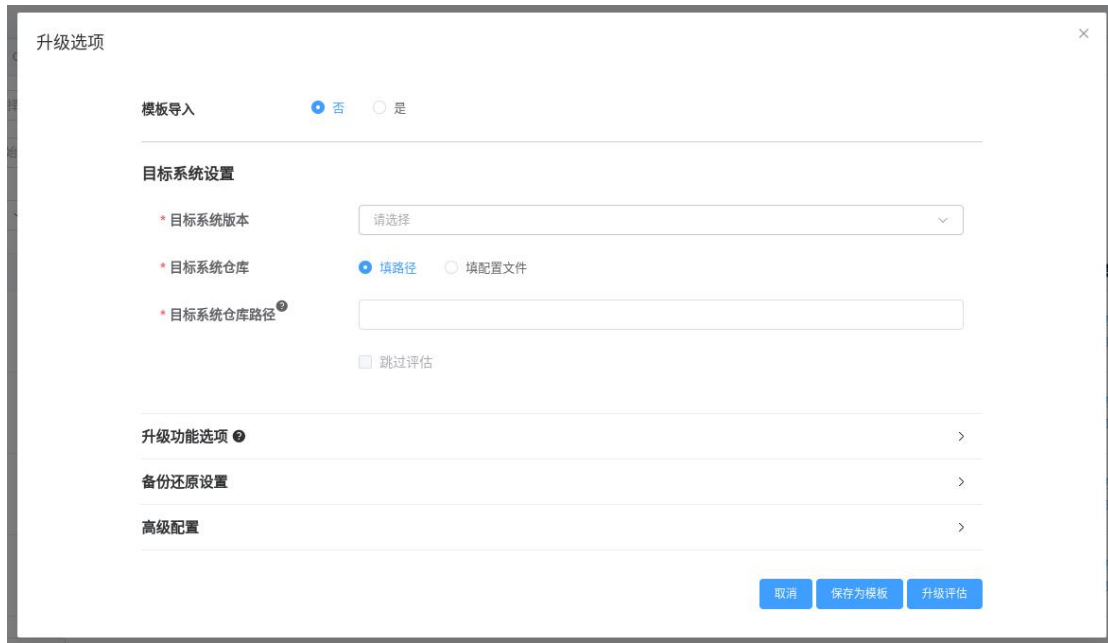 升级选项
模板导入 否 是
目标系统设置
* 目标系统版本 请选择
* 目标系统仓库 填路径 填配置文件
* 目标系统仓库路径 ?
跳过评估
升级功能选项 ?
备份还原设置
高级配置
取消 保存为模板 升级评估